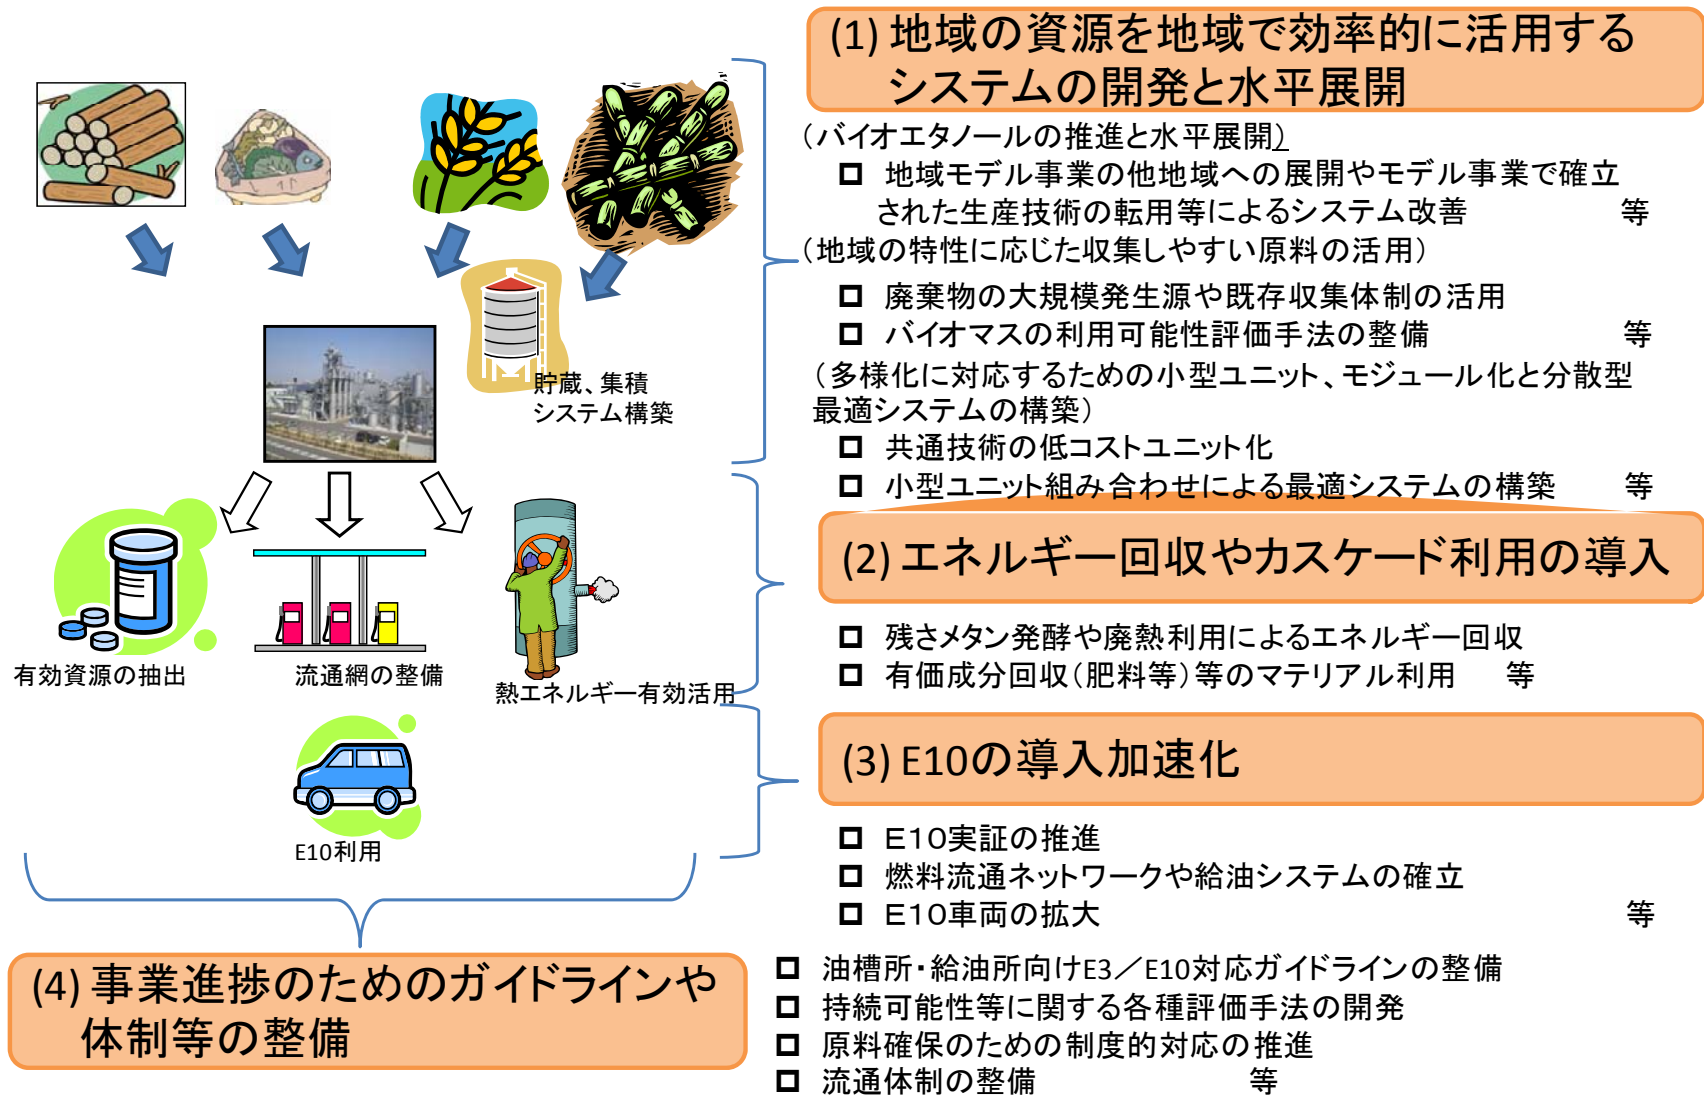 (1) 地域の資源を地域で効率的に活用する
システムの開発と水平展開
（バイオエタノールの推進と水平展開）
地域モデル事業の他地域への展開やモデル事業で確立
された生産技術の転用等によるシステム改善 等
（地域の特性に応じた収集しやすい原料の活用）
廃棄物の大規模発生源や既存収集体制の活用
バイオマスの利用可能性評価手法の整備 等
（多様化に対応するための小型ユニット、モジュール化と分散型
最適システムの構築）
共通技術の低コストユニット化
小型ユニット組み合わせによる最適システムの構築 等
貯蔵、集積
システム構築
(2) エネルギー回収やカスケード利用の導入
残さメタン発酵や廃熱利用によるエネルギー回収
有価成分回収（肥料等）等のマテリアル利用 等
有効資源の抽出
流通網の整備
熱エネルギー有効活用
(3) E10の導入加速化
Ｅ１０実証の推進
燃料流通ネットワークや給油システムの確立
Ｅ１０車両の拡大 等
E10利用
(4) 事業進捗のためのガイドラインや
体制等の整備
油槽所・給油所向けE3／E10対応ガイドラインの整備
持続可能性等に関する各種評価手法の開発
原料確保のための制度的対応の推進
流通体制の整備 等